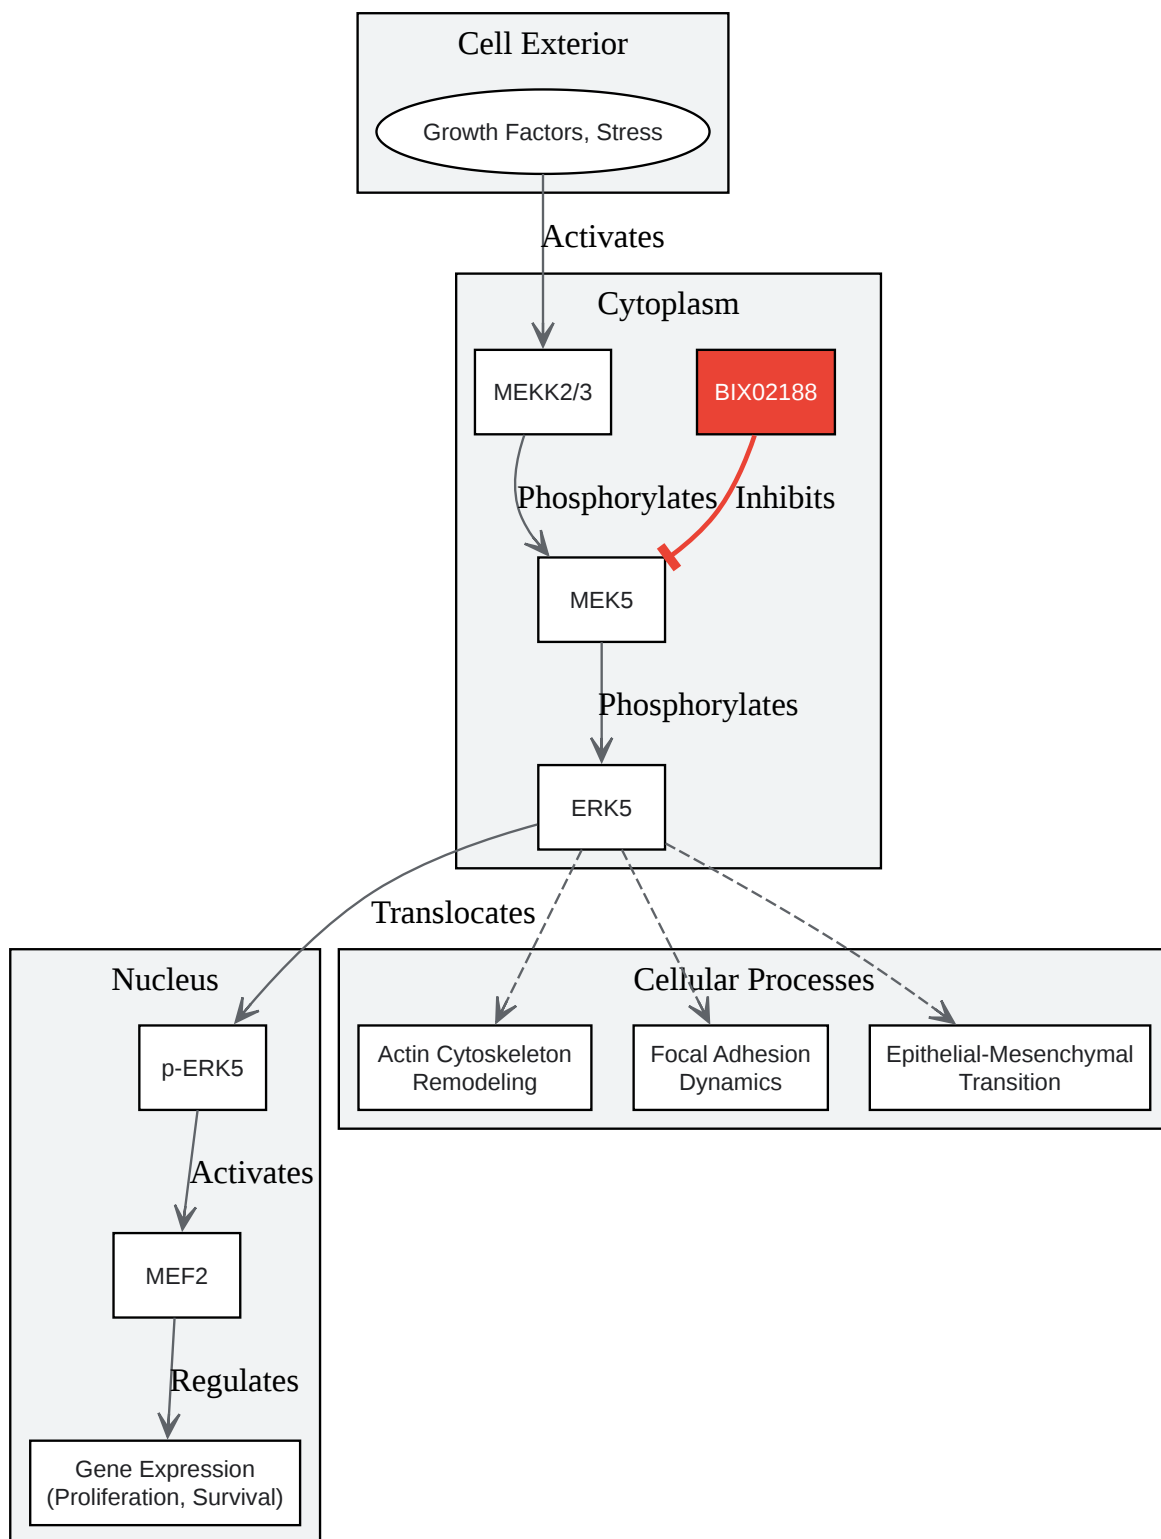 Cell Exterior
Growth Factors, Stress
Activates
Cytoplasm
MEKK2/3
BIX02188
Phosphorylates
Inhibits
MEK5
Phosphorylates
ERK5
Translocates
Nucleus
Cellular Processes
p-ERK5
Actin Cytoskeleton
Remodeling
Focal Adhesion
Dynamics
Epithelial-Mesenchymal
Transition
Activates
MEF2
Regulates
Gene Expression
(Proliferation, Survival)